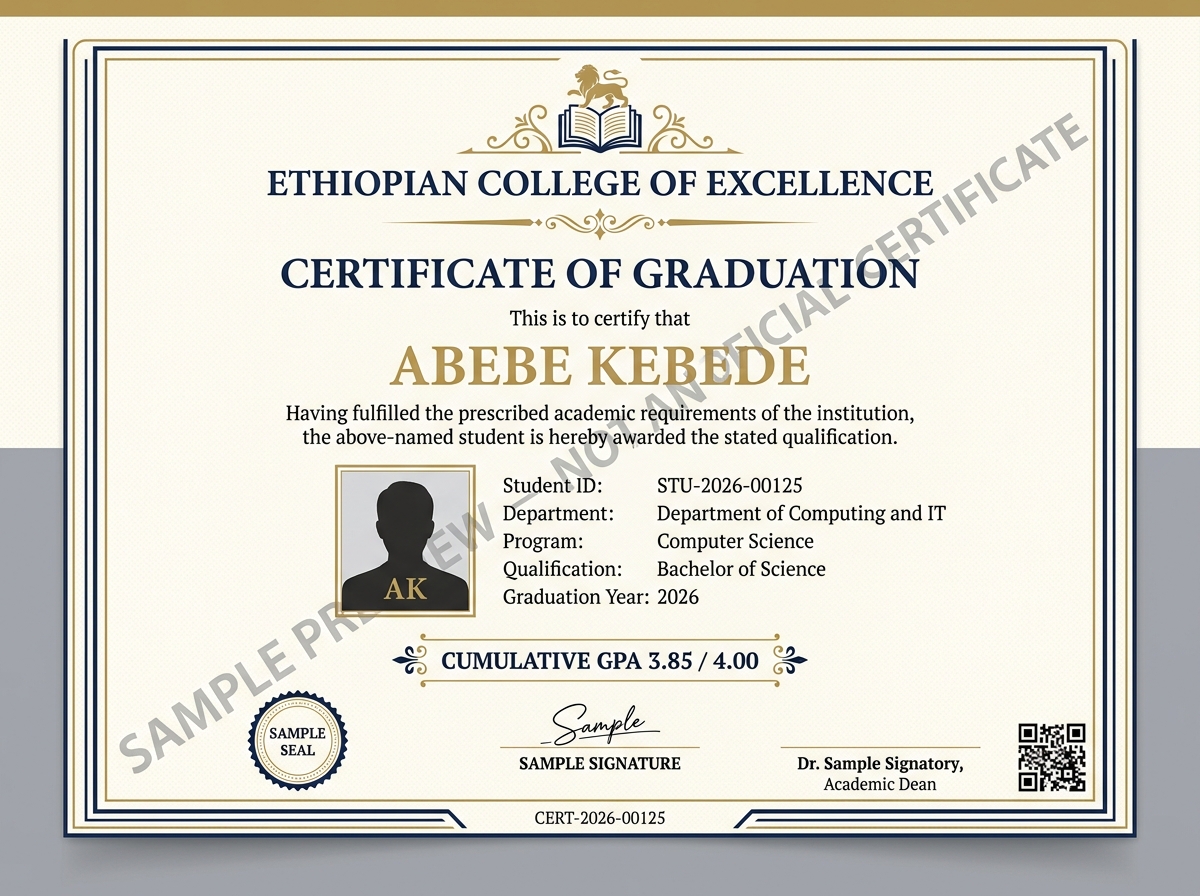 ETHIOPIAN COLLEGE OF EXCELLENCE
CERTIFICATE OF GRADUATION
This is to certify that
ABEBE KEBEDE
Having fulfilled the prescribed academic requirements of the institution,
the above-named student is hereby awarded the stated qualification.
Student ID: STU-2026-00125
Department: Department of Computing and IT
Program: Computer Science
Qualification: Bachelor of Science
Graduation Year: 2026
AK
CUMULATIVE GPA 3.85 / 4.00
SAMPLE
SEAL
Sample
SAMPLE SIGNATURE
Dr. Sample Signatory,
Academic Dean
CERT-2026-00125
SAMPLE PREVIEW — NOT AN OFFICIAL CERTIFICATE